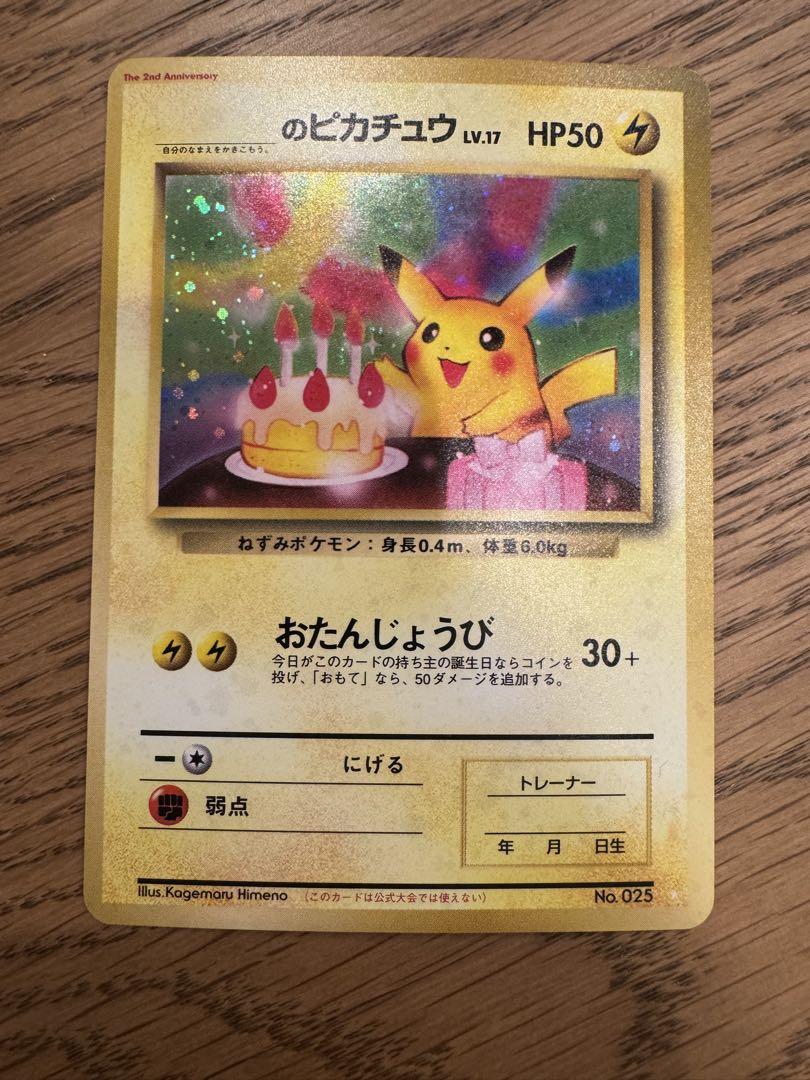 The 2nd Anniversary
のピカチュウ LV.17 HP50
自分のなまえをかきこもう。
ねずみポケモン：身長0.4m、体重6.0kg
おたんじょうび 30+
今日がこのカードの持ち主の誕生日ならコインを
投げ、「おもて」なら、50ダメージを追加する。
にげる
弱点
トレーナー
年 月 日生
Illus.Kagemaru Himeno （このカードは公式大会では使えない） No. 025